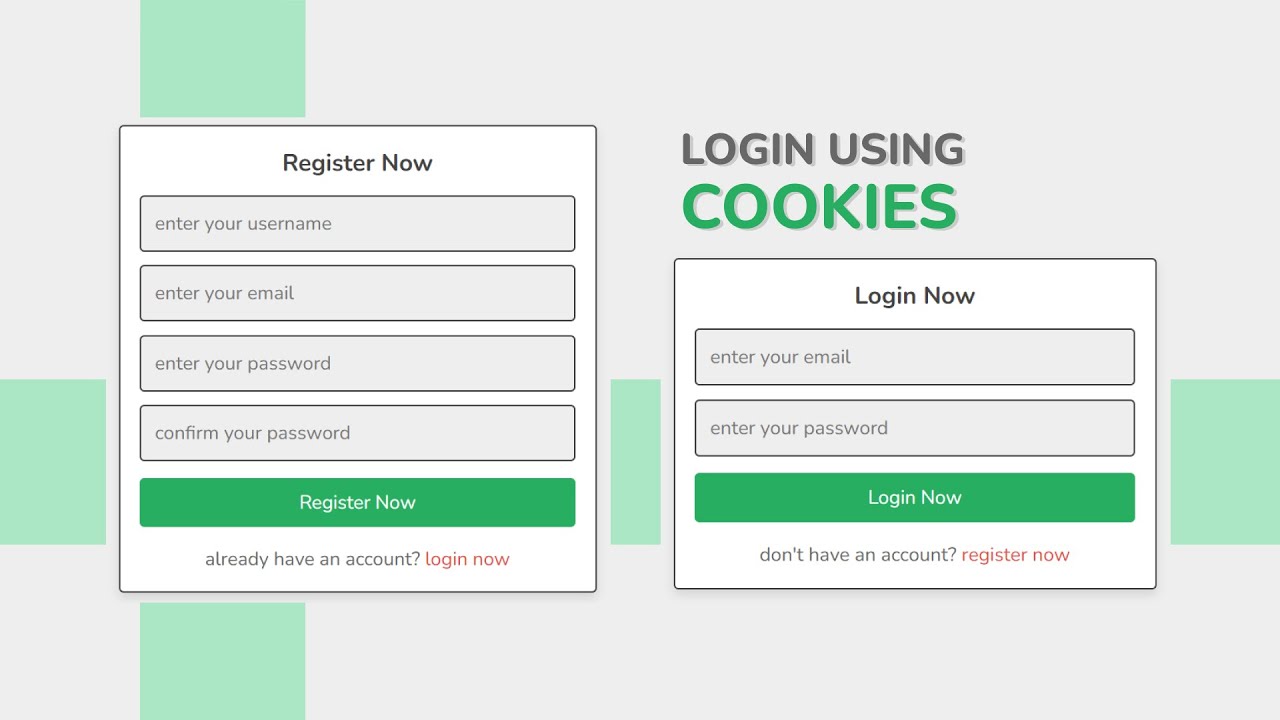 Register Now
enter your username
enter your email
enter your password
confirm your password
Register Now
already have an account? login now
LOGIN USING
COOKIES
Login Now
enter your email
enter your password
Login Now
don't have an account? register now